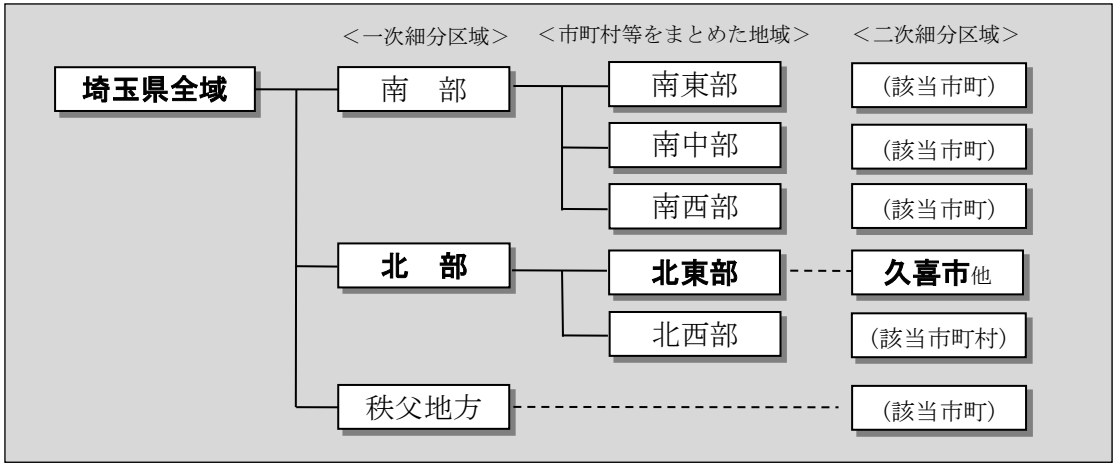 ＜一次細分区域＞ ＜市町村等をまとめた地域＞ ＜二次細分区域＞
埼玉県全域 南　部 南東部 (該当市町)
南中部 (該当市町)
南西部 (該当市町)
北　部 北東部 久喜市他
北西部 (該当市町村)
秩父地方 (該当市町)